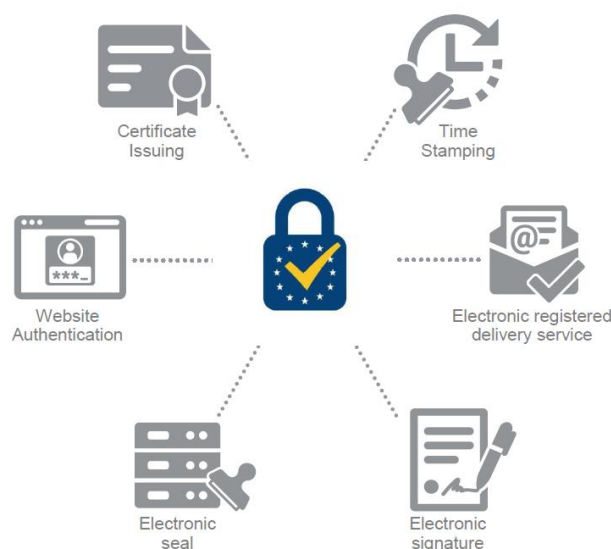 Certificate
Issuing
Time
Stamping
Website
Authentication
@
***_
Electronic registered
delivery service
Electronic
seal
Electronic
signature